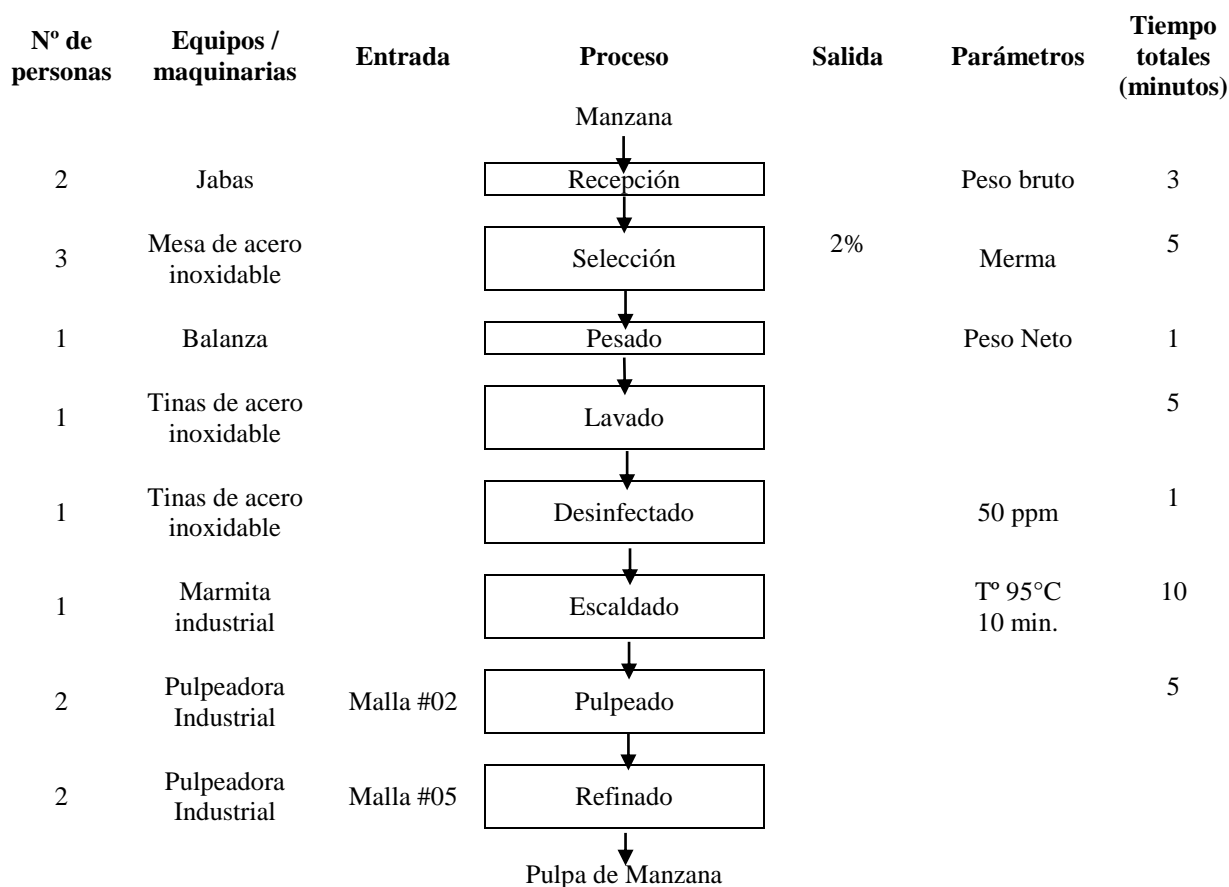 Nº de personas Equipos / maquinarias Entrada Proceso Salida Parámetros Tiempo totales (minutos)
Manzana
2 Jabas Recepción Peso bruto 3
3 Mesa de acero inoxidable Selección 2% Merma 5
1 Balanza Pesado Peso Neto 1
1 Tinas de acero inoxidable Lavado 5
1 Tinas de acero inoxidable Desinfectado 50 ppm 1
1 Marmita industrial Escaldado Tº 95°C 10 min. 10
2 Pulpeadora Industrial Malla #02 Pulpeado 5
2 Pulpeadora Industrial Malla #05 Refinado
Pulpa de Manzana